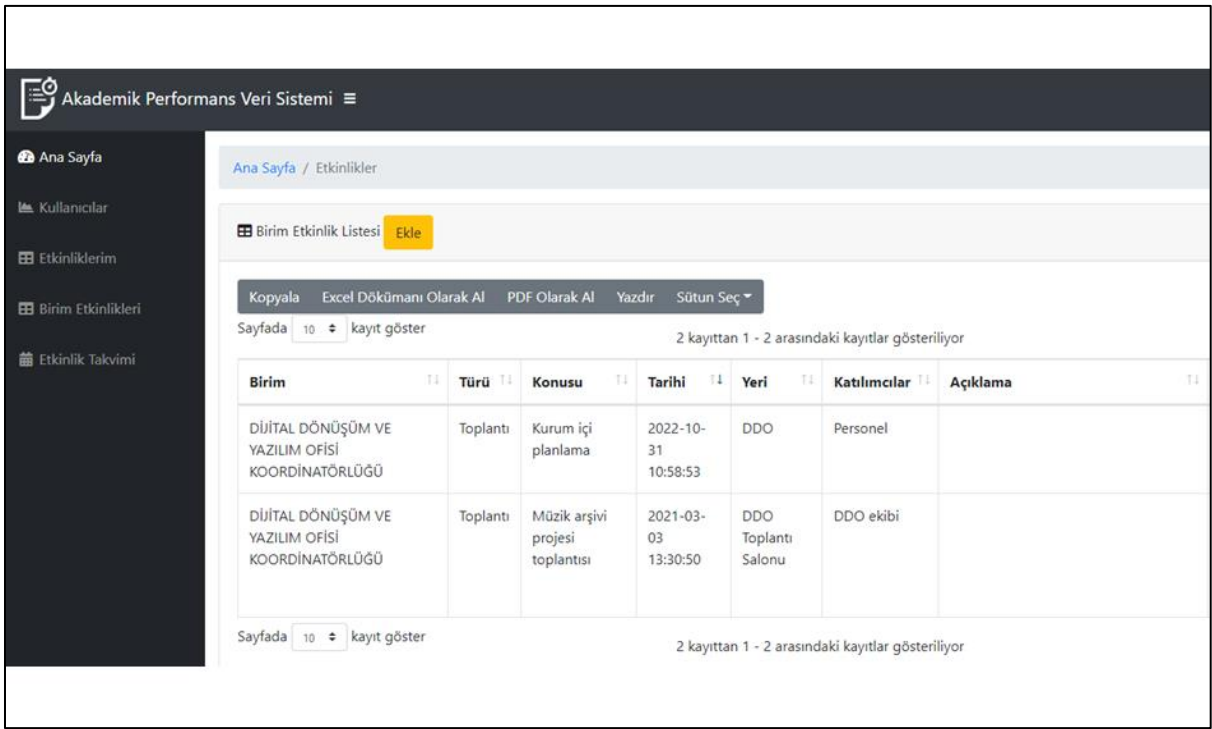 Akademik Performans Veri Sistemi
Ana Sayfa
Kullanıcılar
Etkinliklerim
Birim Etkinlikleri
Etkinlik Takvimi
Ana Sayfa / Etkinlikler
Birim Etkinlik Listesi Ekle
Kopyala Excel Dökümanı Olarak Al PDF Olarak Al Yazdır Sütun Seç
Sayfada 10 kayıt göster
2 kayıttan 1 - 2 arasındaki kayıtlar gösteriliyor
Birim Türü Konusu Tarihi Yeri Katılımcılar Açıklama
DİJİTAL DÖNÜŞÜM VE Toplantı Kurum içi 2022-10- DDO Personel
YAZILIM OFİSİ planlama 31
KOORDİNATÖRLÜĞÜ 10:58:53
DİJİTAL DÖNÜŞÜM VE Toplantı Müzik arşivi 2021-03- DDO DDO ekibi
YAZILIM OFİSİ projesi 03 Toplantı
KOORDİNATÖRLÜĞÜ toplantısı 13:30:50 Salonu
Sayfada 10 kayıt göster
2 kayıttan 1 - 2 arasındaki kayıtlar gösteriliyor